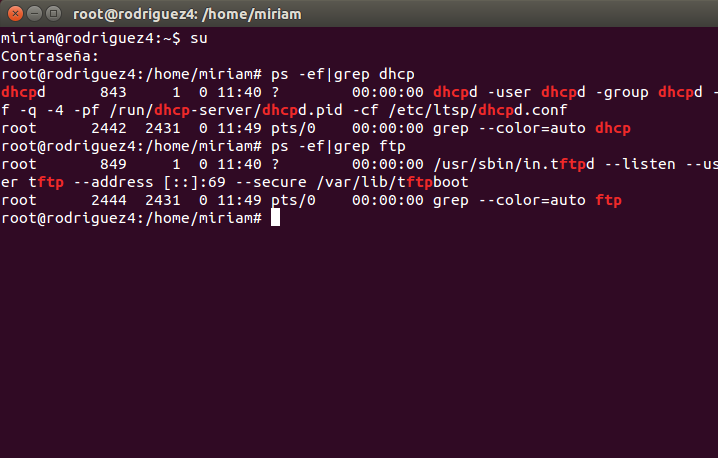 root@rodriguez4: /home/miriam
miriam@rodriguez4:~$ su
Contraseña:
root@rodriguez4:/home/miriam# ps -ef|grep dhcp
dhcpd      843     1  0 11:40 ?        00:00:00 dhcpd -user dhcpd -group dhcpd -
f -q -4 -pf /run/dhcp-server/dhcpd.pid -cf /etc/ltsp/dhcpd.conf
root      2442  2431  0 11:49 pts/0    00:00:00 grep --color=auto dhcp
root@rodriguez4:/home/miriam# ps -ef|grep ftp
root       849     1  0 11:40 ?        00:00:00 /usr/sbin/in.tftpd --listen --us
er tftp --address [::]:69 --secure /var/lib/tftpboot
root      2444  2431  0 11:49 pts/0    00:00:00 grep --color=auto ftp
root@rodriguez4:/home/miriam#